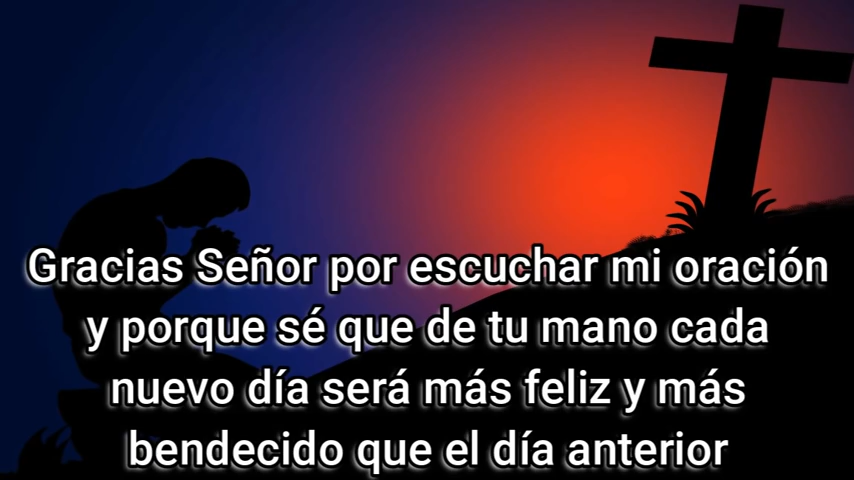 Gracias Señor por escuchar mi oración
y porque sé que de tu mano cada
nuevo día será más feliz y más
bendecido que el día anterior